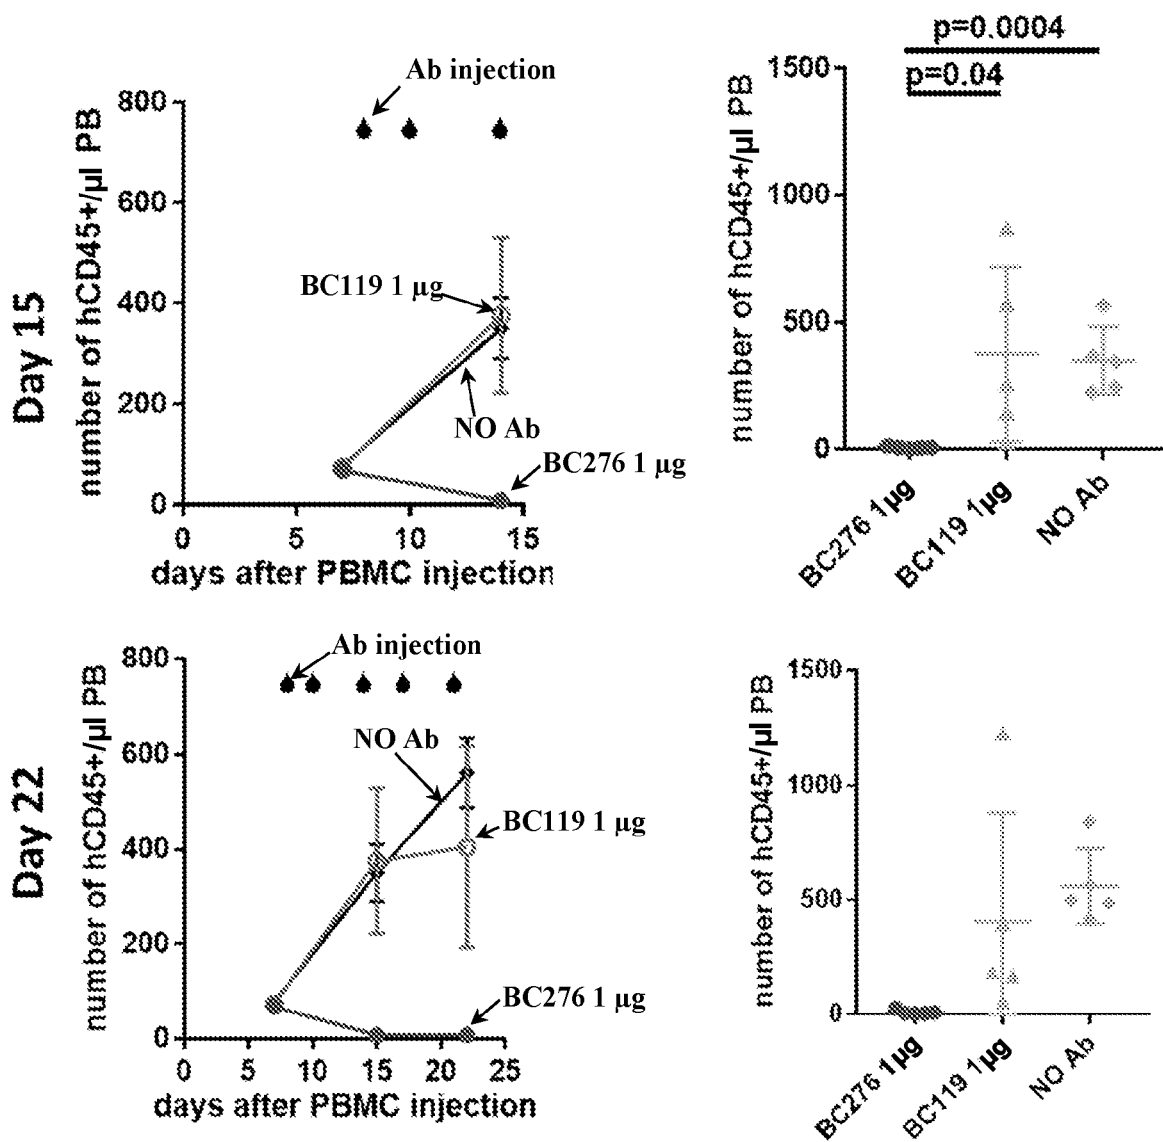 Day 15
number of hCD45+/µl PB
800
600
400
200
0
0 5 10 15
days after PBMC injection
Ab injection
BC119 1 µg
NO Ab
BC276 1 µg
number of hCD45+/µl PB
1500
1000
500
0
p=0.0004
p=0.04
BC276 1µg
BC119 1µg
NO Ab
Day 22
number of hCD45+/µl PB
800
600
400
200
0
0 5 10 15 20 25
days after PBMC injection
Ab injection
NO Ab
BC119 1 µg
BC276 1 µg
number of hCD45+/µl PB
1500
1000
500
0
BC276 1µg
BC119 1µg
NO Ab